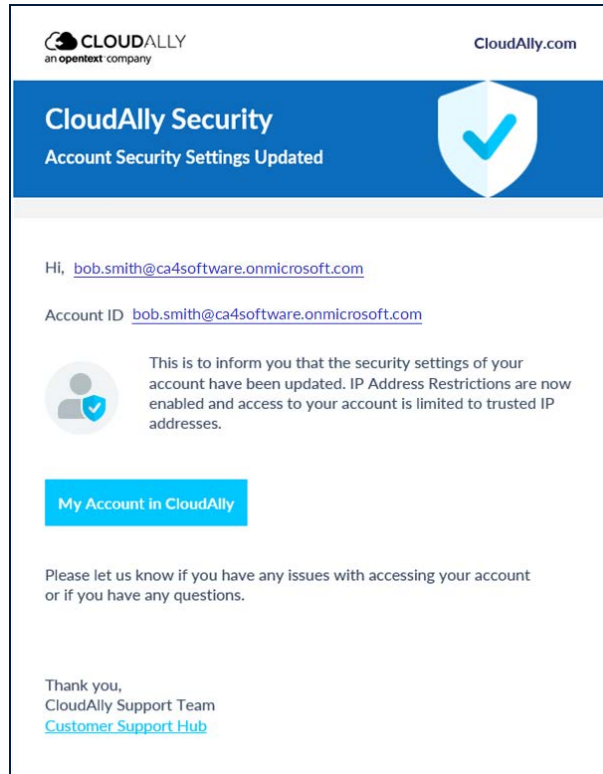 CLOUDALLY
an opentext company
CloudAlly.com
CloudAlly Security
Account Security Settings Updated
Hi, bob.smith@ca4software.onmicrosoft.com
Account ID bob.smith@ca4software.onmicrosoft.com
This is to inform you that the security settings of your
account have been updated. IP Address Restrictions are now
enabled and access to your account is limited to trusted IP
addresses.
My Account in CloudAlly
Please let us know if you have any issues with accessing your account
or if you have any questions.
Thank you,
CloudAlly Support Team
Customer Support Hub